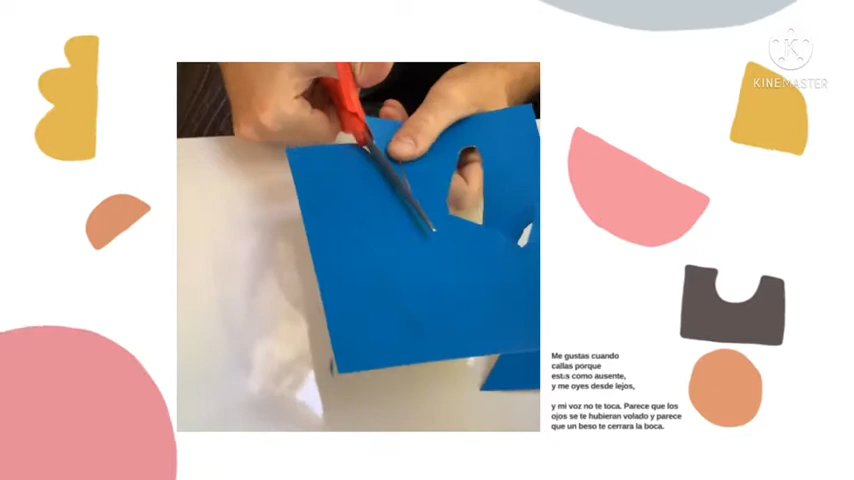 KINEMASTER
Me gustas cuando
callas porque
estás como ausente,
y me oyes desde lejos,
y mi voz no te toca. Parece que los
ojos se te hubieran volado y parece
que un beso te cerrara la boca.